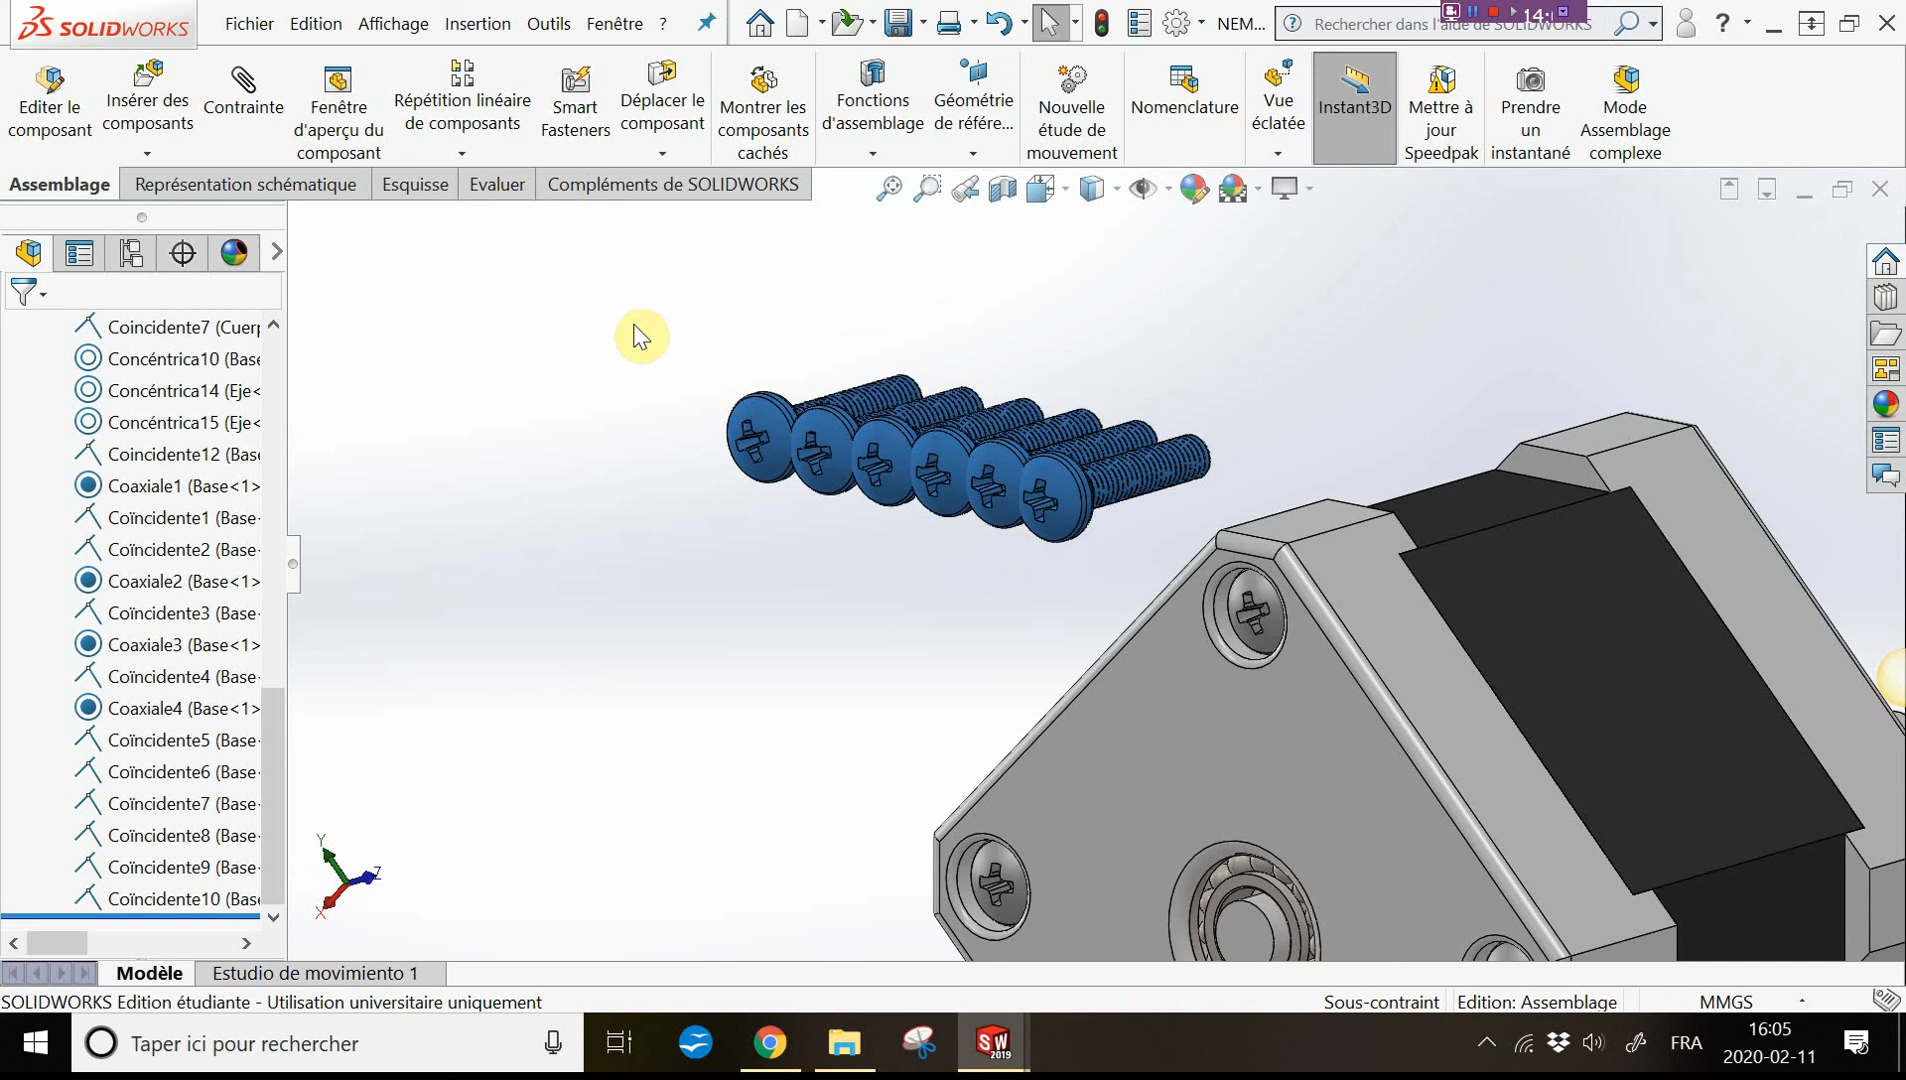 SOLIDWORKS
Fichier Edition Affichage Insertion Outils Fenêtre ?
NEM...
Rechercher dans l'aide de SOLIDWORKS
Editer le composant
Insérer des composants
Contrainte
Fenêtre d'aperçu du composant
Répétition linéaire de composants
Smart Fasteners
Déplacer le composant
Montrer les composants cachés
Fonctions d'assemblage
Géométrie de référe...
Nouvelle étude de mouvement
Nomenclature
Vue éclatée
Instant3D
Mettre à jour Speedpak
Prendre un instantané
Mode Assemblage complexe
Assemblage Représentation schématique Esquisse Evaluer Compléments de SOLIDWORKS
Coincidente7 (Cuerp
Concéntrica10 (Base
Concéntrica14 (Eje<
Concéntrica15 (Eje<
Coincidente12 (Base
Coaxiale1 (Base<1>
Coïncidente1 (Base-
Coïncidente2 (Base-
Coaxiale2 (Base<1>
Coïncidente3 (Base-
Coaxiale3 (Base<1>
Coïncidente4 (Base-
Coaxiale4 (Base<1>
Coïncidente5 (Base-
Coïncidente6 (Base-
Coïncidente7 (Base-
Coïncidente8 (Base-
Coïncidente9 (Base-
Coïncidente10 (Base
Y
Z
X
Modèle Estudio de movimiento 1
SOLIDWORKS Edition étudiante - Utilisation universitaire uniquement
Sous-contraint Edition: Assemblage MMGS
Taper ici pour rechercher
SW
2019
FRA
16:05
2020-02-11